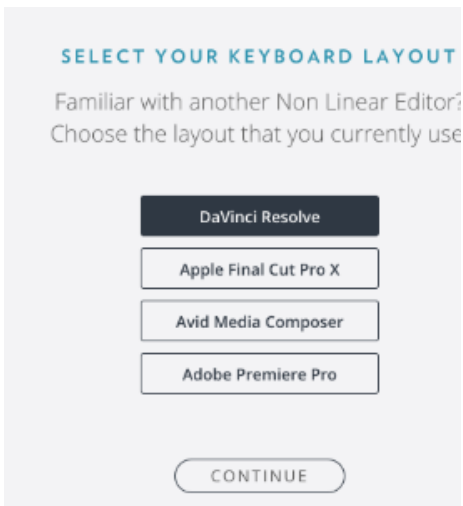 SELECT YOUR KEYBOARD LAYOUT
Familiar with another Non Linear Editor?
Choose the layout that you currently use
DaVinci Resolve
Apple Final Cut Pro X
Avid Media Composer
Adobe Premiere Pro
CONTINUE